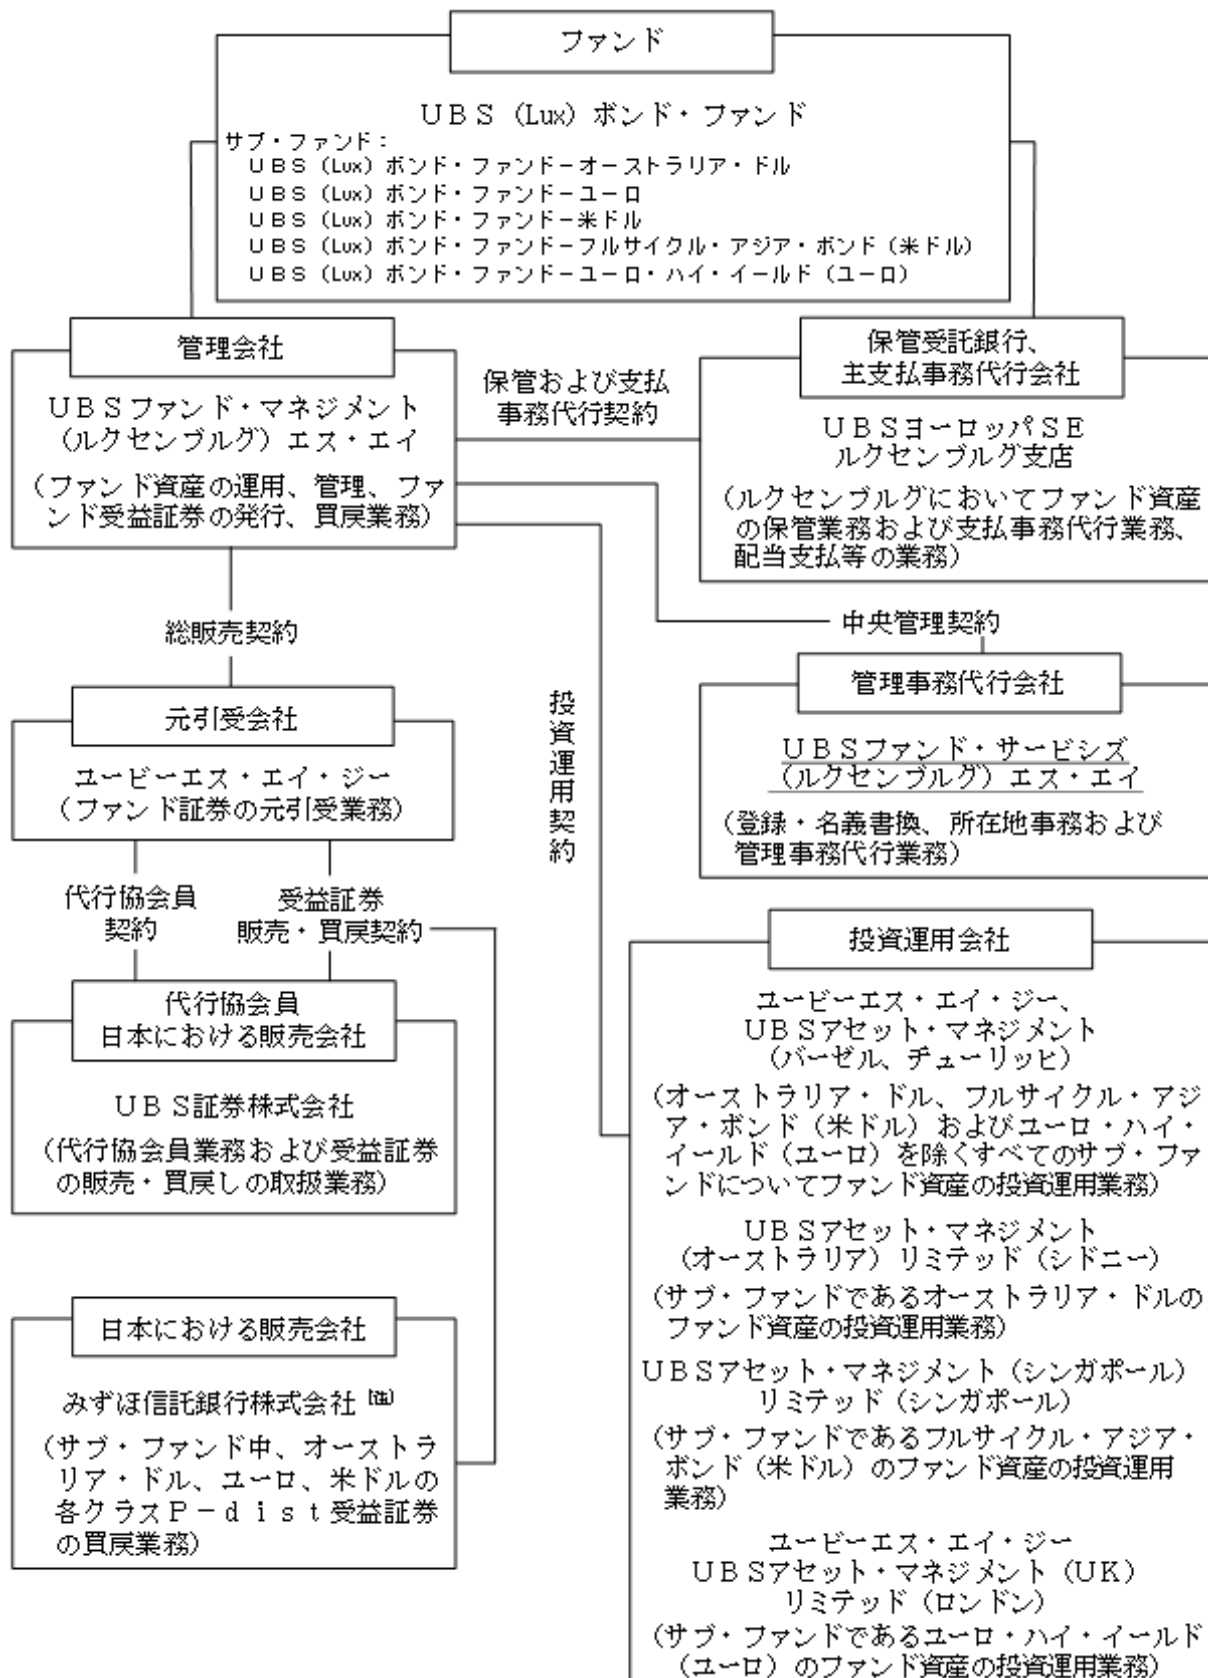 ファンド
UBS (Lux) ボンド・ファンド
サブ・ファンド：
UBS (Lux) ボンド・ファンド－オーストラリア・ドル
UBS (Lux) ボンド・ファンド－ユーロ
UBS (Lux) ボンド・ファンド－米ドル
UBS (Lux) ボンド・ファンド－フルサイクル・アジア・ボンド（米ドル）
UBS (Lux) ボンド・ファンド－ユーロ・ハイ・イールド（ユーロ）
管理会社
UBSファンド・マネジメント
（ルクセンブルグ）エス・エイ
（ファンド資産の運用、管理、ファ
ンド受益証券の発行、買戻業務）
保管および支払
事務代行契約
保管受託銀行、
主支払事務代行会社
UBSヨーロッパSE
ルクセンブルグ支店
（ルクセンブルグにおいてファンド資産
の保管業務および支払事務代行業務、
配当支払等の業務）
総販売契約
中央管理契約
管理事務代行会社
UBSファンド・サービシズ
（ルクセンブルグ）エス・エイ
（登録・名義書換、所在地事務および
管理事務代行業務）
投資運用契約
元引受会社
ユービーエス・エイ・ジー
（ファンド証券の元引受業務）
代行協会員
契約
受益証券
販売・買戻契約
代行協会員
日本における販売会社
UBS証券株式会社
（代行協会員業務および受益証券
の販売・買戻しの取扱業務）
日本における販売会社
みずほ信託銀行株式会社
（サブ・ファンド中、オーストラ
リア・ドル、ユーロ、米ドルの
各クラスP－dist受益証券
の買戻業務）
投資運用会社
ユービーエス・エイ・ジー、
UBSアセット・マネジメント
（バーゼル、チューリッヒ）
（オーストラリア・ドル、フルサイクル・アジ
ア・ボンド（米ドル）およびユーロ・ハイ・
イールド（ユーロ）を除くすべてのサブ・ファ
ンドについてファンド資産の投資運用業務）
UBSアセット・マネジメント
（オーストラリア）リミテッド（シドニー）
（サブ・ファンドであるオーストラリア・ドルの
ファンド資産の投資運用業務）
UBSアセット・マネジメント（シンガポール）
リミテッド（シンガポール）
（サブ・ファンドであるフルサイクル・アジア・
ボンド（米ドル）のファンド資産の投資運用
業務）
ユービーエス・エイ・ジー
UBSアセット・マネジメント（UK）
リミテッド（ロンドン）
（サブ・ファンドであるユーロ・ハイ・イールド
（ユーロ）のファンド資産の投資運用業務）